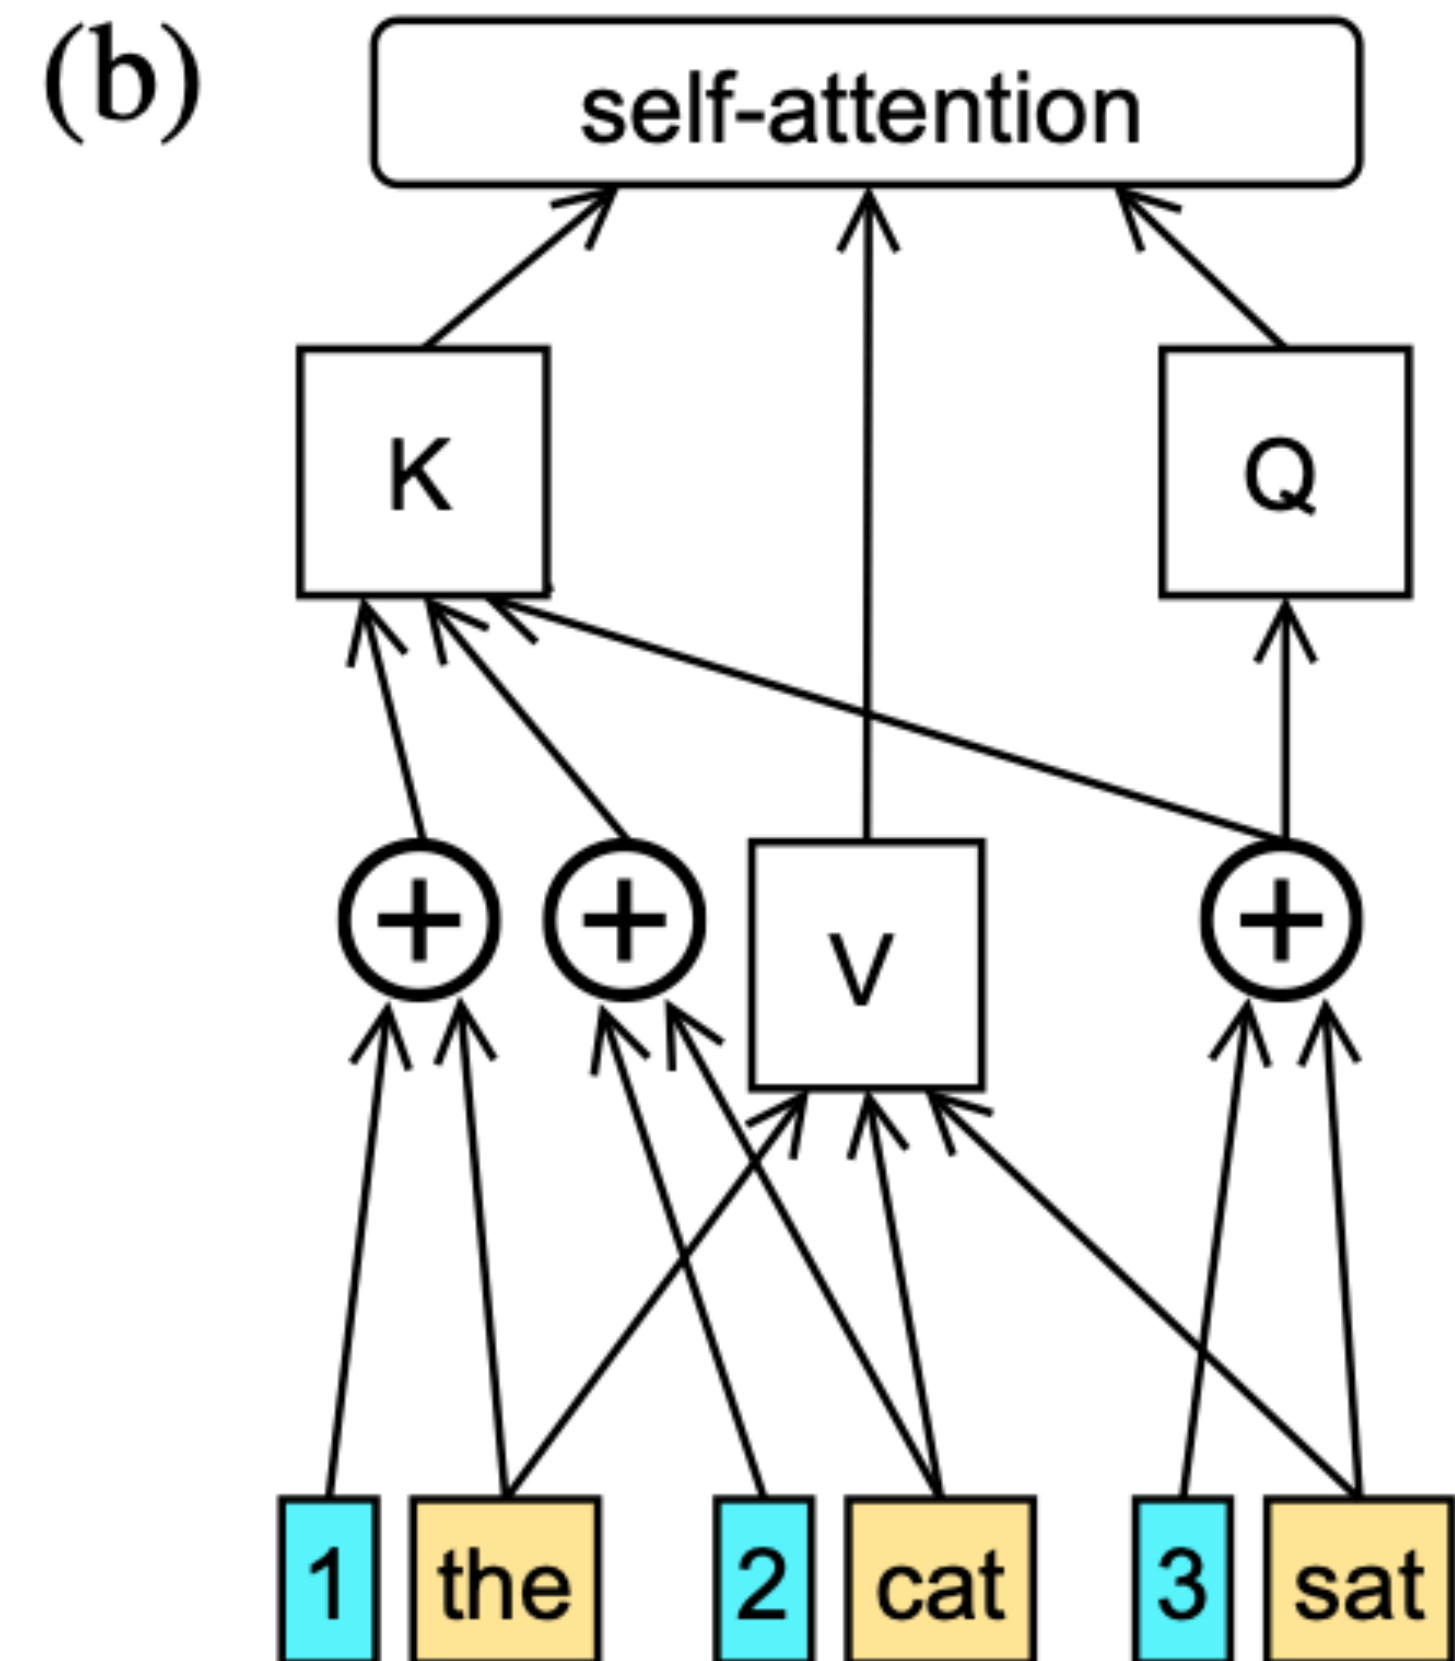 (b)
self-attention
K Q
+ + V +
1 the 2 cat 3 sat